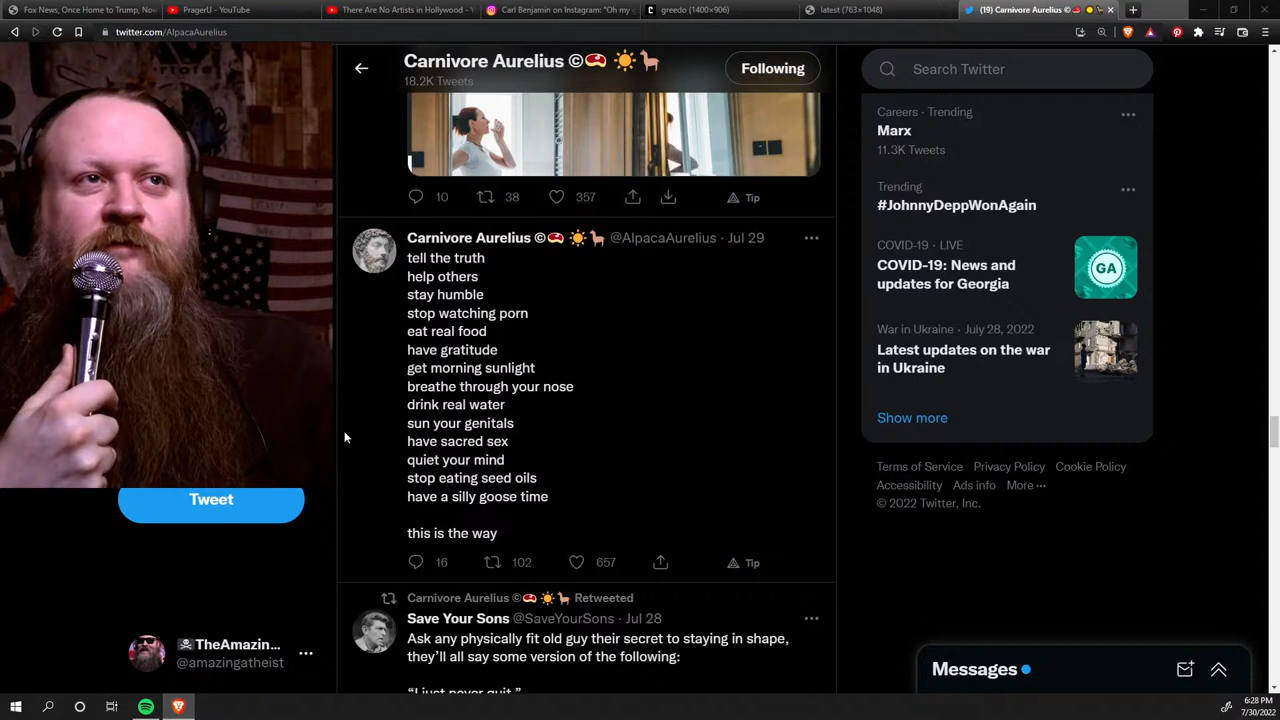 Fox News, Once Home to Trump, Now
PragerU - YouTube
There Are No Artists in Hollywood - Y
Carl Benjamin on Instagram: "Oh my g
greedo (1400×906)
latest (763×1048)
(19) Carnivore Aurelius ©
twitter.com/AlpacaAurelius
Carnivore Aurelius ©🥩 ☀️🦙
18.2K Tweets
Following
Search Twitter
10
38
357
Tip
Careers · Trending
Marx
11.3K Tweets
Trending
#JohnnyDeppWonAgain
COVID-19 · LIVE
COVID-19: News and
updates for Georgia
GA
War in Ukraine · July 28, 2022
Latest updates on the war
in Ukraine
Show more
Terms of Service Privacy Policy Cookie Policy
Accessibility Ads info More ···
© 2022 Twitter, Inc.
Carnivore Aurelius ©🥩 ☀️🦙 @AlpacaAurelius · Jul 29
tell the truth
help others
stay humble
stop watching porn
eat real food
have gratitude
get morning sunlight
breathe through your nose
drink real water
sun your genitals
have sacred sex
quiet your mind
stop eating seed oils
have a silly goose time
this is the way
16
102
657
Tip
Carnivore Aurelius ©🥩 ☀️🦙 Retweeted
Save Your Sons @SaveYourSons · Jul 28
Ask any physically fit old guy their secret to staying in shape,
they'll all say some version of the following:
"I just never quit."
Tweet
☠️TheAmazin...
@amazingatheist
Messages
6:28 PM
7/30/2022